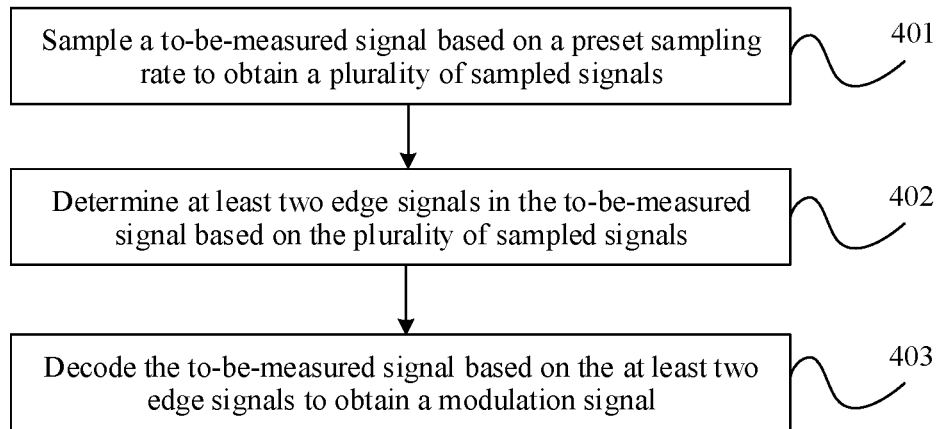 Sample a to-be-measured signal based on a preset sampling
rate to obtain a plurality of sampled signals
401
Determine at least two edge signals in the to-be-measured
signal based on the plurality of sampled signals
402
Decode the to-be-measured signal based on the at least two
edge signals to obtain a modulation signal
403